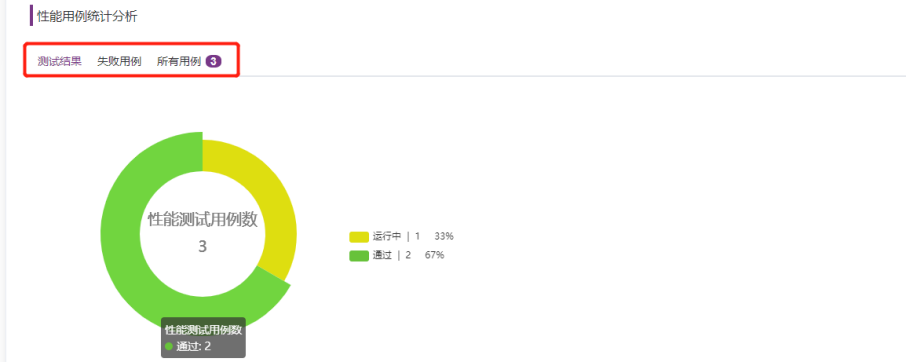 性能用例统计分析
测试结果 失败用例 所有用例 3
性能测试用例数
3
运行中 | 1 33%
通过 | 2 67%
性能测试用例数
通过: 2